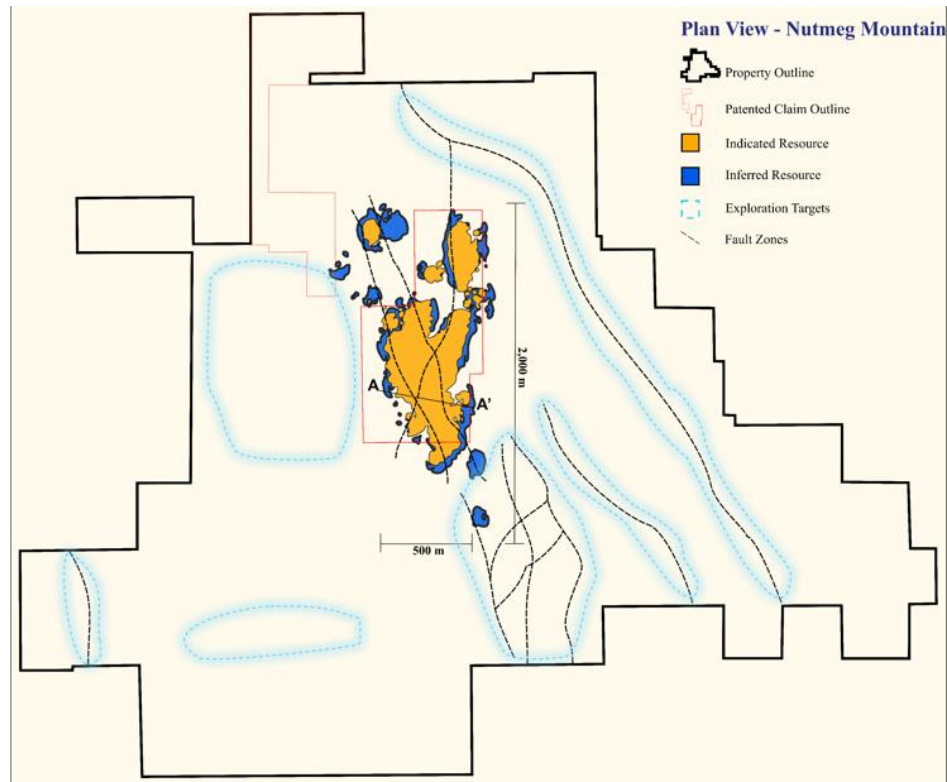 Plan View - Nutmeg Mountain
Property Outline
Patented Claim Outline
Indicated Resource
Inferred Resource
Exploration Targets
Fault Zones
2,000 m
A
A'
500 m